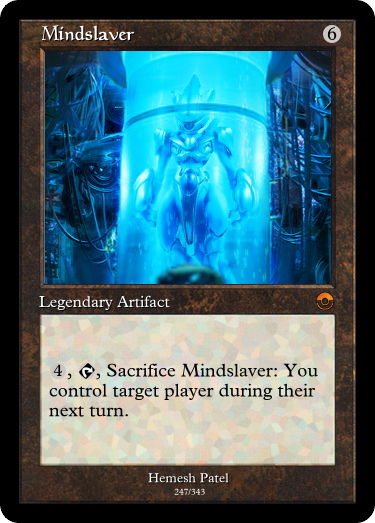 Mindslaver 6
Legendary Artifact
4 , , Sacrifice Mindslaver: You
control target player during their
next turn.
Hemesh Patel
247/343